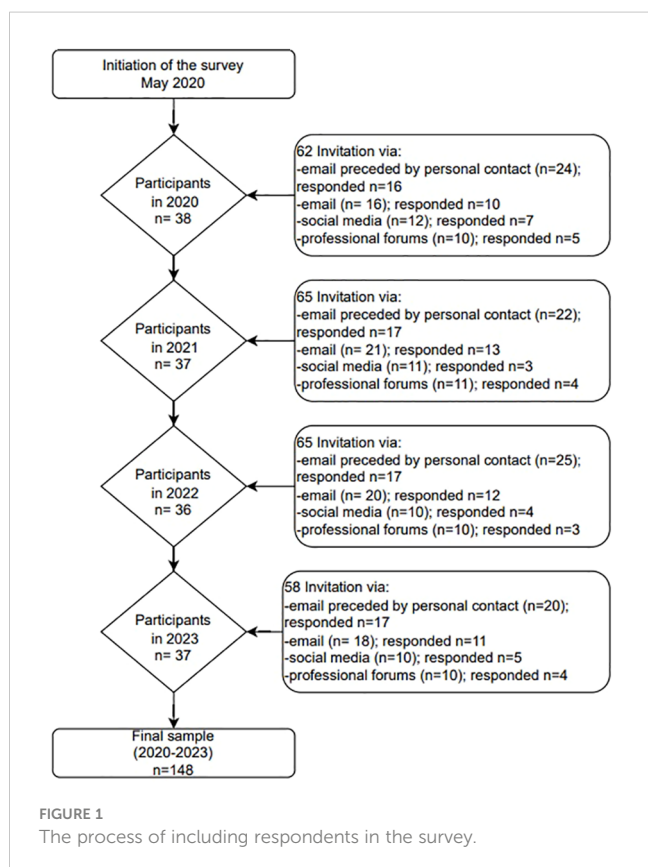 Initiation of the survey
May 2020
62 Invitation via:
-email preceded by personal contact (n=24);
responded n=16
-email (n= 16); responded n=10
-social media (n=12); responded n=7
-professional forums (n=10); responded n=5
Participants
in 2020
n= 38
65 Invitation via:
-email preceded by personal contact (n=22);
responded n=17
-email (n= 21); responded n=13
-social media (n=11); responded n=3
-professional forums (n=11); responded n=4
Participants
in 2021
n= 37
65 Invitation via:
-email preceded by personal contact (n=25);
responded n=17
-email (n= 20); responded n=12
-social media (n=10); responded n=4
-professional forums (n=10); responded n=3
Participants
in 2022
n= 36
58 Invitation via:
-email preceded by personal contact (n=20);
responded n=17
-email (n= 18); responded n=11
-social media (n=10); responded n=5
-professional forums (n=10); responded n=4
Participants
in 2023
n= 37
Final sample
(2020-2023)
n=148
FIGURE 1
The process of including respondents in the survey.